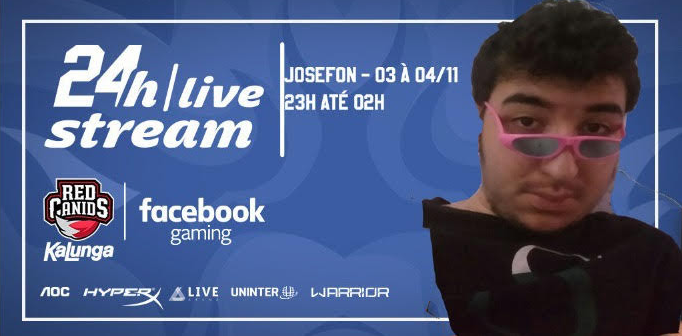 24h | live
stream
JOSEFON - 03 À 04/11
23H ATÉ 02H
RED
CANIDS
Kalunga
facebook
gaming
AOC HYPERX LIVE UNINTER WARRIOR